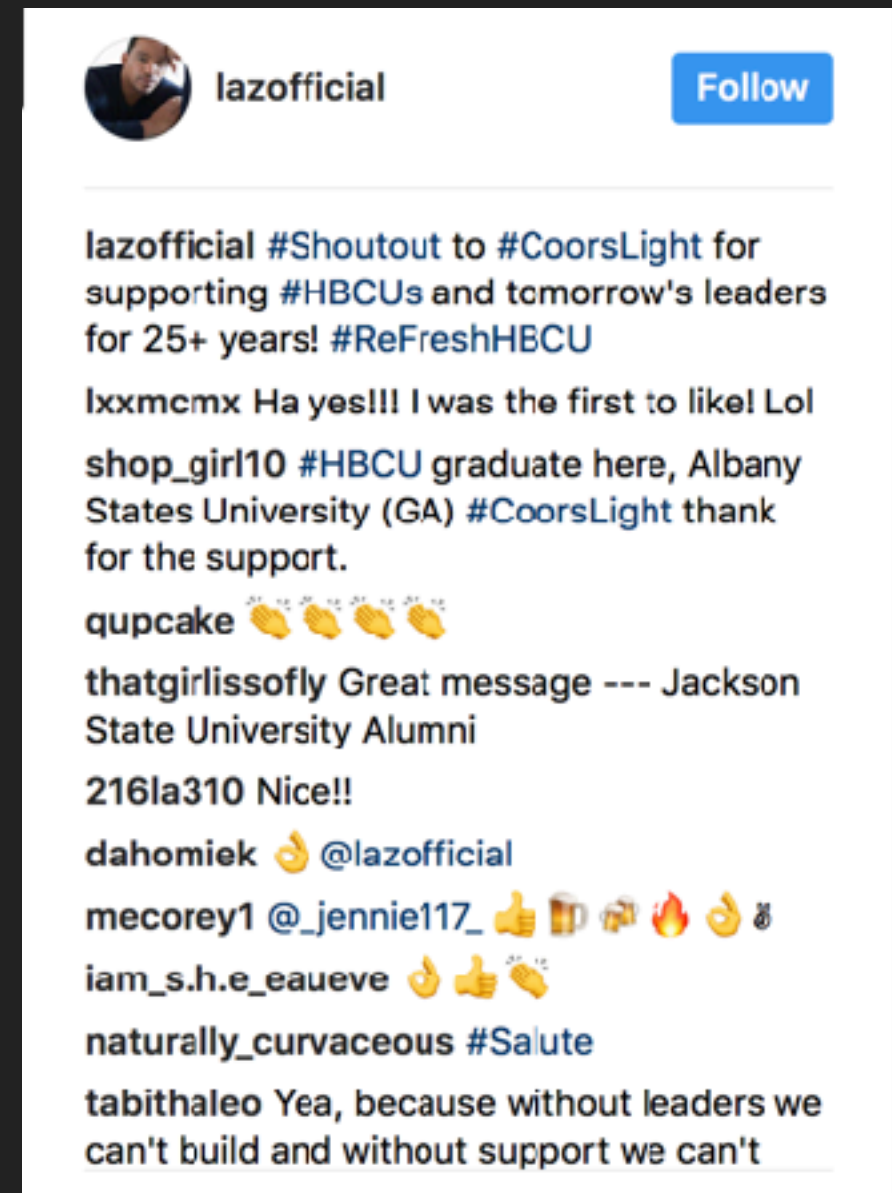 lazofficial
Follow
lazofficial #Shoutout to #CoorsLight for
supporting #HBCUs and tomorrow's leaders
for 25+ years! #ReFreshHBCU
lxxmcmx Ha yes!!! I was the first to like! Lol
shop_girl10 #HBCU graduate here, Albany
States University (GA) #CoorsLight thank
for the support.
qupcake 👏👏👏👏
thatgirlissofly Great message --- Jackson
State University Alumni
216la310 Nice!!
dahomiek 👌@lazofficial
mecorey1 @_jennie117_ 👍🍺🍻🔥👌✌
iam_s.h.e_eaueve 👌👍👏
naturally_curvaceous #Salute
tabithaleo Yea, because without leaders we
can't build and without support we can't